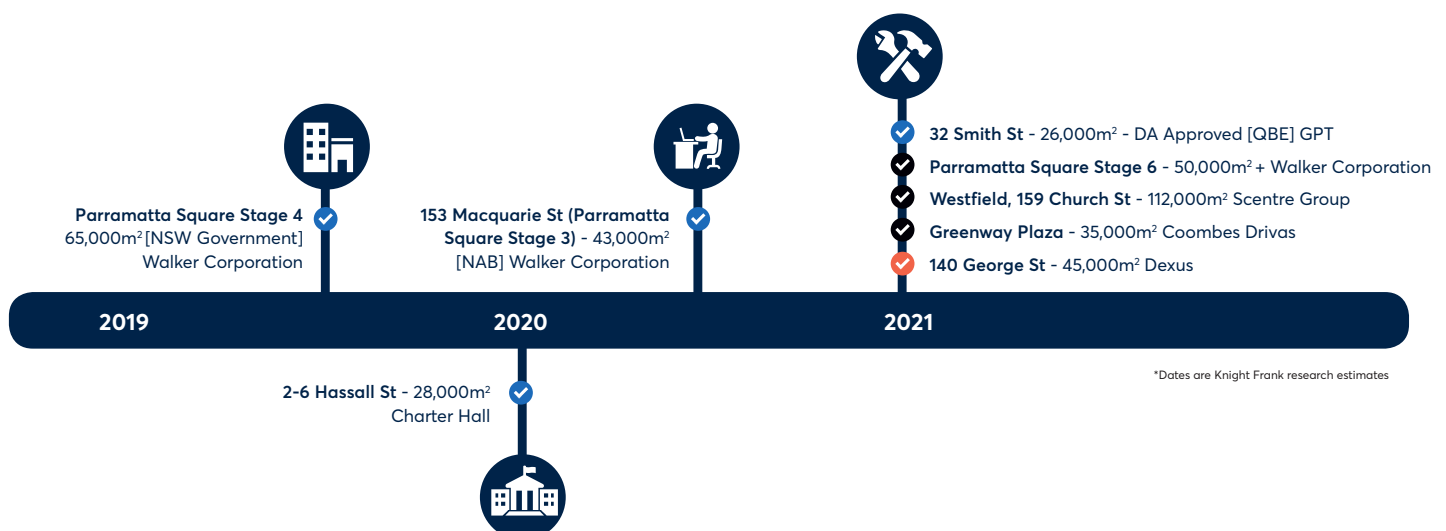 Parramatta Square Stage 4
65,000m² [NSW Government]
Walker Corporation
153 Macquarie St (Parramatta
Square Stage 3) - 43,000m²
[NAB] Walker Corporation
32 Smith St - 26,000m² - DA Approved [QBE] GPT
Parramatta Square Stage 6 - 50,000m² + Walker Corporation
Westfield, 159 Church St - 112,000m² Scentre Group
Greenway Plaza - 35,000m² Coombes Drivas
140 George St - 45,000m² Dexus
2019
2020
2021
2-6 Hassall St - 28,000m²
Charter Hall
*Dates are Knight Frank research estimates